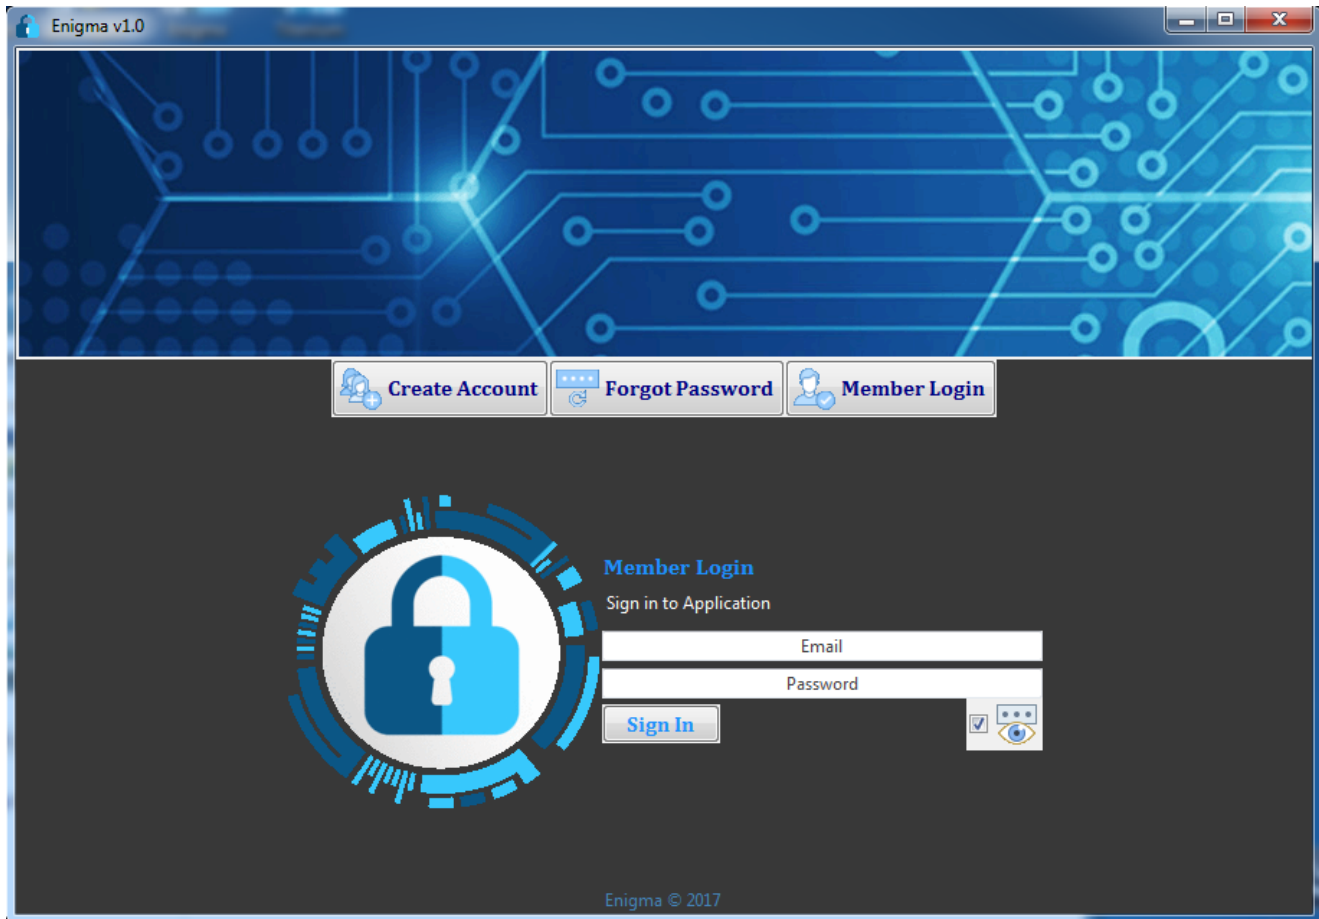 Enigma v1.0
Create Account Forgot Password Member Login
Member Login
Sign in to Application
Email
Password
Sign In
Enigma © 2017